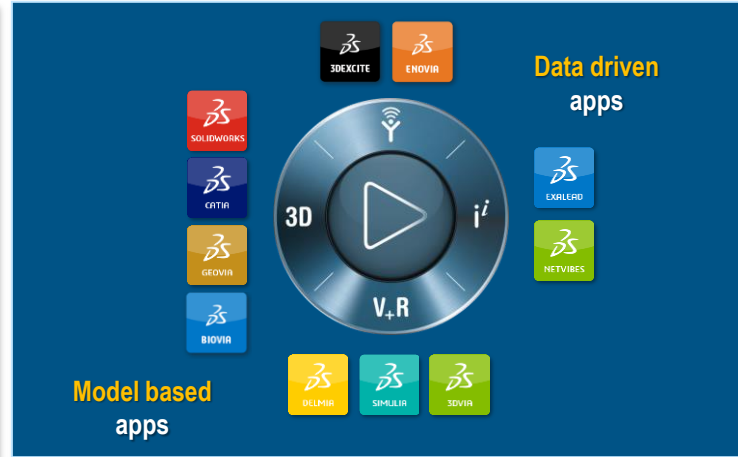 3DEXCITE
ENOVIA
Data driven
apps
SOLIDWORKS
CATIA
GEOVIA
BIOVIA
3D
i i
V+R
EXALEAD
NETVIBES
DELMIA
SIMULIA
3DVIA
Model based
apps